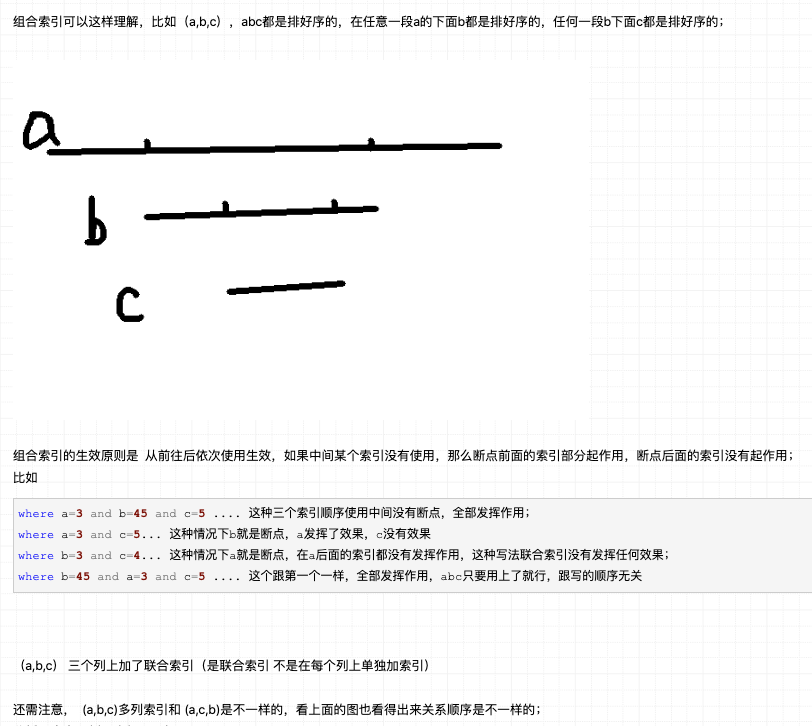 组合索引可以这样理解，比如（a,b,c），abc都是排好序的，在任意一段a的下面b都是排好序的，任何一段b下面c都是排好序的；
a
b
c
组合索引的生效原则是 从前往后依次使用生效，如果中间某个索引没有使用，那么断点前面的索引部分起作用，断点后面的索引没有起作用；
比如
where a=3 and b=45 and c=5 .... 这种三个索引顺序使用中间没有断点，全部发挥作用；
where a=3 and c=5... 这种情况下b就是断点，a发挥了效果，c没有效果
where b=3 and c=4... 这种情况下a就是断点，在a后面的索引都没有发挥作用，这种写法联合索引没有发挥任何效果；
where b=45 and a=3 and c=5 .... 这个跟第一个一样，全部发挥作用，abc只要用上了就行，跟写的顺序无关
（a,b,c） 三个列上加了联合索引（是联合索引 不是在每个列上单独加索引）
还需注意， (a,b,c)多列索引和 (a,c,b)是不一样的，看上面的图也看得出来关系顺序是不一样的；